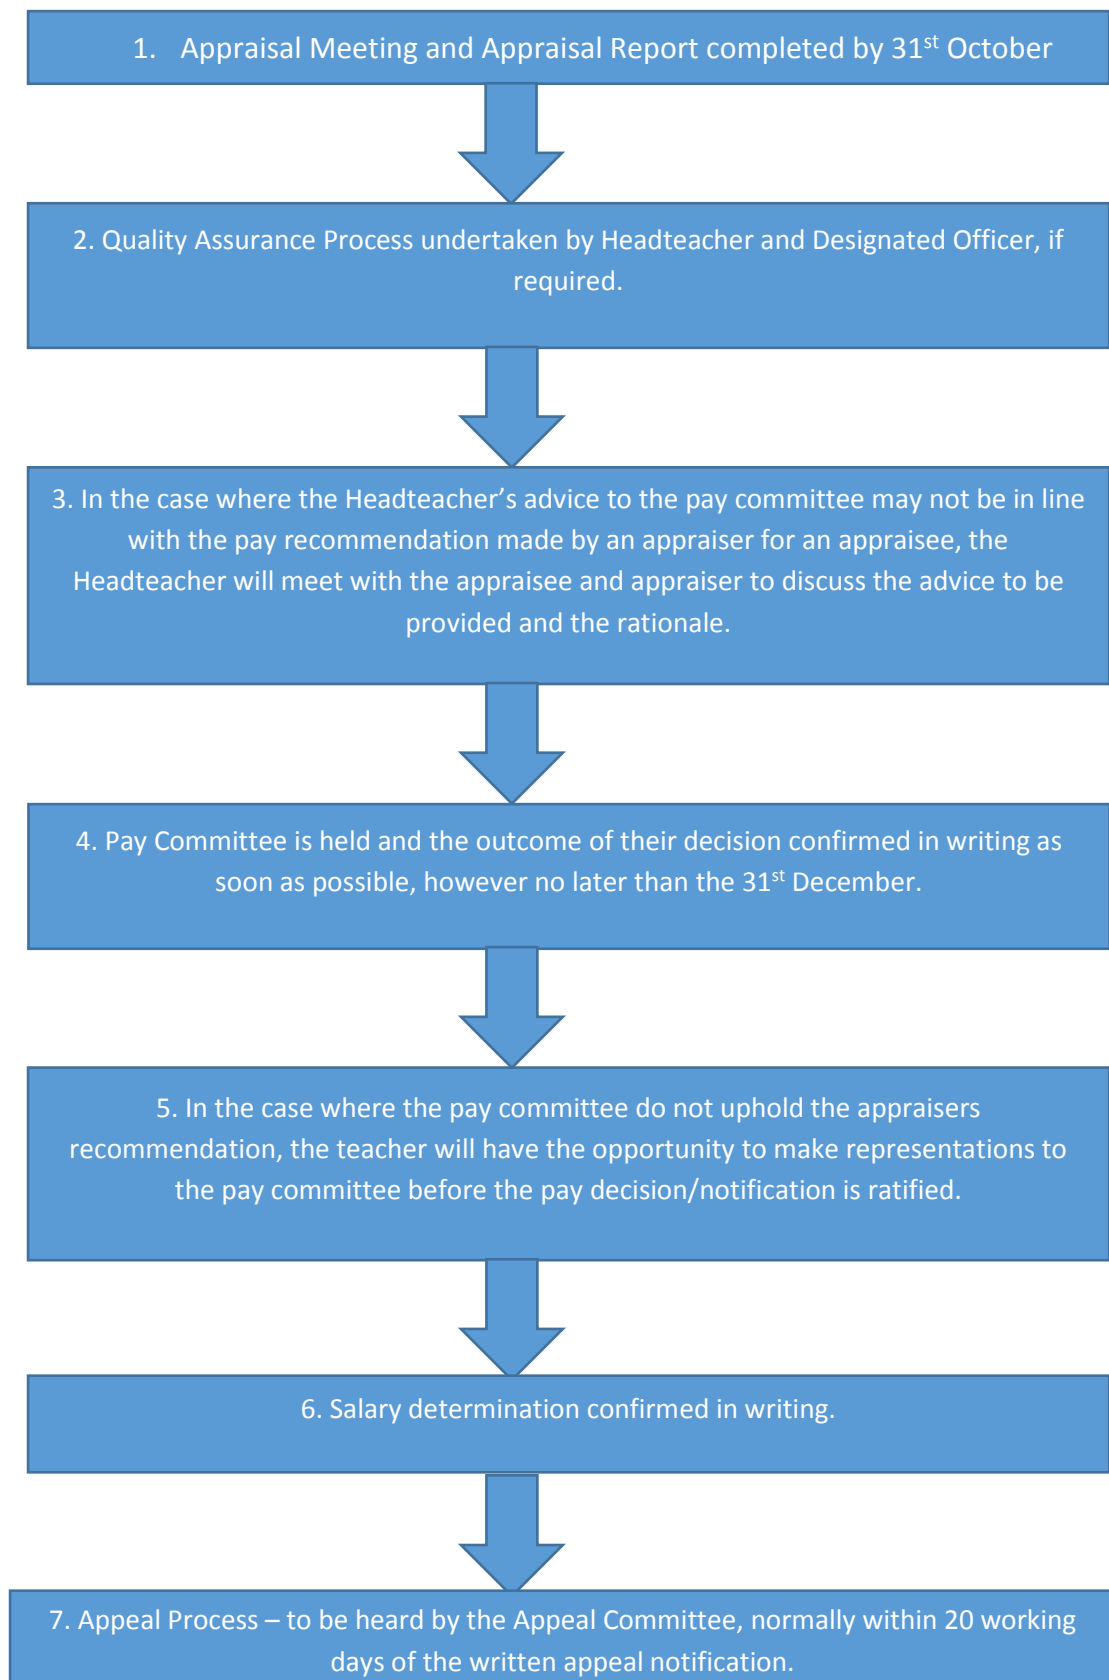 1. Appraisal Meeting and Appraisal Report completed by 31st October
2. Quality Assurance Process undertaken by Headteacher and Designated Officer, if
required.
3. In the case where the Headteacher’s advice to the pay committee may not be in line
with the pay recommendation made by an appraiser for an appraisee, the
Headteacher will meet with the appraisee and appraiser to discuss the advice to be
provided and the rationale.
4. Pay Committee is held and the outcome of their decision confirmed in writing as
soon as possible, however no later than the 31st December.
5. In the case where the pay committee do not uphold the appraisers
recommendation, the teacher will have the opportunity to make representations to
the pay committee before the pay decision/notification is ratified.
6. Salary determination confirmed in writing.
7. Appeal Process – to be heard by the Appeal Committee, normally within 20 working
days of the written appeal notification.